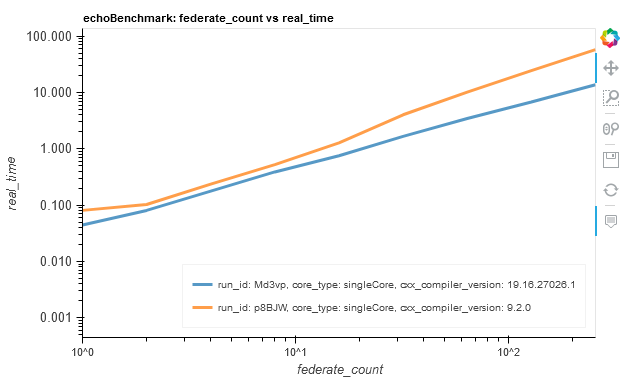 echoBenchmark: federate_count vs real_time
100.000
10.000
1.000
0.100
0.010
0.001
real_time
run_id: Md3vp, core_type: singleCore, cxx_compiler_version: 19.16.27026.1
run_id: p8BJW, core_type: singleCore, cxx_compiler_version: 9.2.0
10^0
10^1
10^2
federate_count